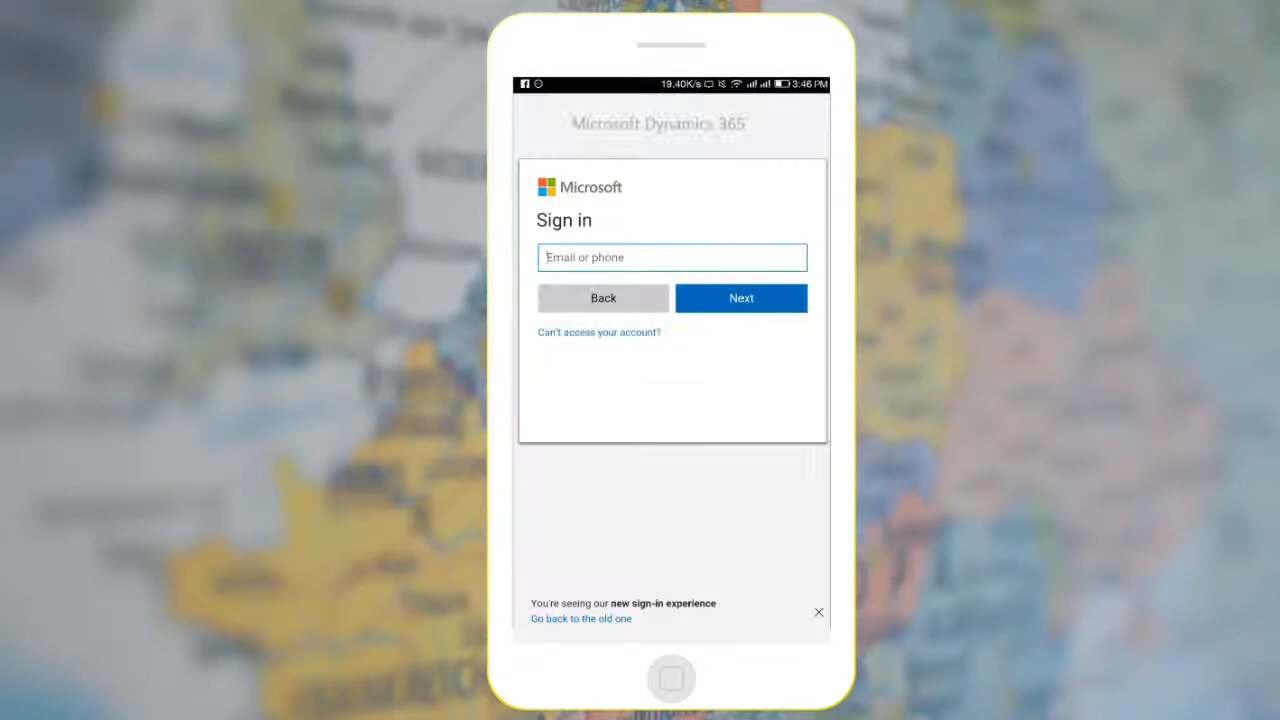 19.40K/s 3:46 PM
Microsoft Dynamics 365
Microsoft
Sign in
Email or phone
Back Next
Can't access your account?
You're seeing our new sign-in experience
Go back to the old one